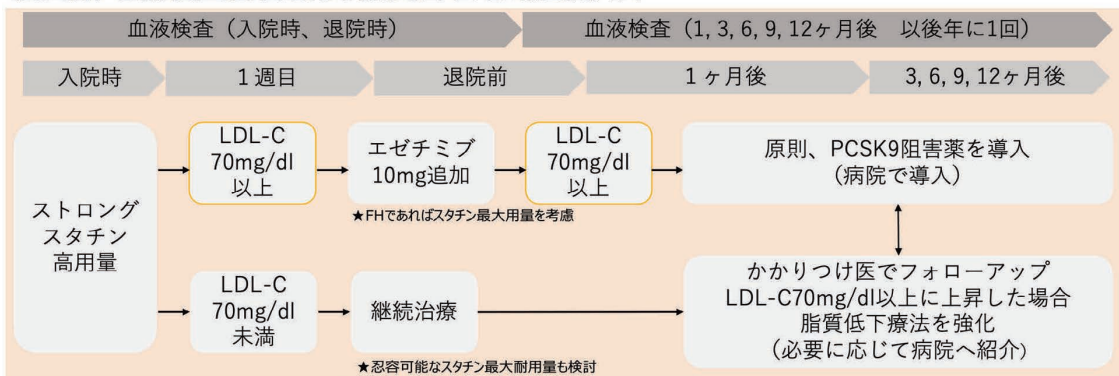 血液検査（入院時、退院時）
血液検査（1, 3, 6, 9, 12ヶ月後　以後年に1回）
入院時
1週目
退院前
1ヶ月後
3, 6, 9, 12ヶ月後
ストロング
スタチン
高用量
LDL-C
70mg/dl
以上
エゼチミブ
10mg追加
★FHであればスタチン最大用量を考慮
LDL-C
70mg/dl
以上
原則、PCSK9阻害薬を導入
（病院で導入）
LDL-C
70mg/dl
未満
継続治療
★忍容可能なスタチン最大耐用量も検討
かかりつけ医でフォローアップ
LDL-C70mg/dl以上に上昇した場合
脂質低下療法を強化
（必要に応じて病院へ紹介）